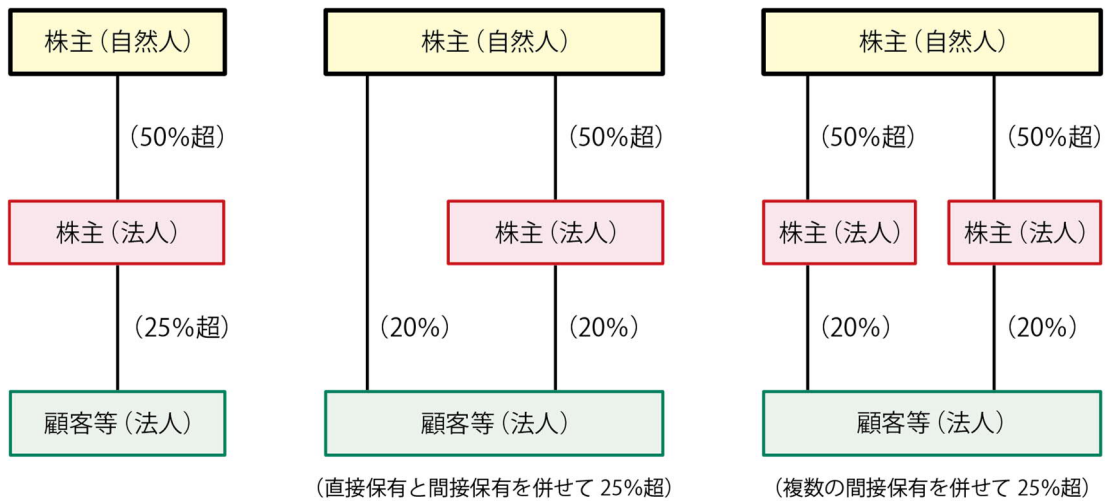 株主（自然人）
（50%超）
株主（法人）
（25%超）
顧客等（法人）
株主（自然人）
（50%超）
株主（法人）
（20%）
（20%）
顧客等（法人）
（直接保有と間接保有を併せて 25%超）
株主（自然人）
（50%超）
（50%超）
株主（法人）
株主（法人）
（20%）
（20%）
顧客等（法人）
（複数の間接保有を併せて 25%超）